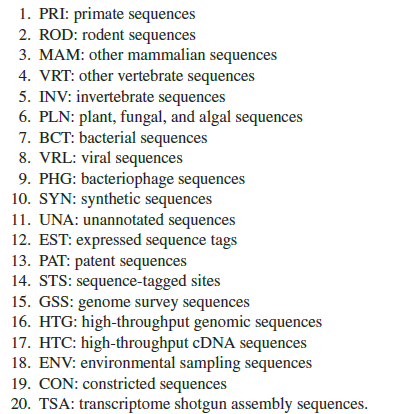 1. PRI: primate sequences
2. ROD: rodent sequences
3. MAM: other mammalian sequences
4. VRT: other vertebrate sequences
5. INV: invertebrate sequences
6. PLN: plant, fungal, and algal sequences
7. BCT: bacterial sequences
8. VRL: viral sequences
9. PHG: bacteriophage sequences
10. SYN: synthetic sequences
11. UNA: unannotated sequences
12. EST: expressed sequence tags
13. PAT: patent sequences
14. STS: sequence-tagged sites
15. GSS: genome survey sequences
16. HTG: high-throughput genomic sequences
17. HTC: high-throughput cDNA sequences
18. ENV: environmental sampling sequences
19. CON: constricted sequences
20. TSA: transcriptome shotgun assembly sequences.